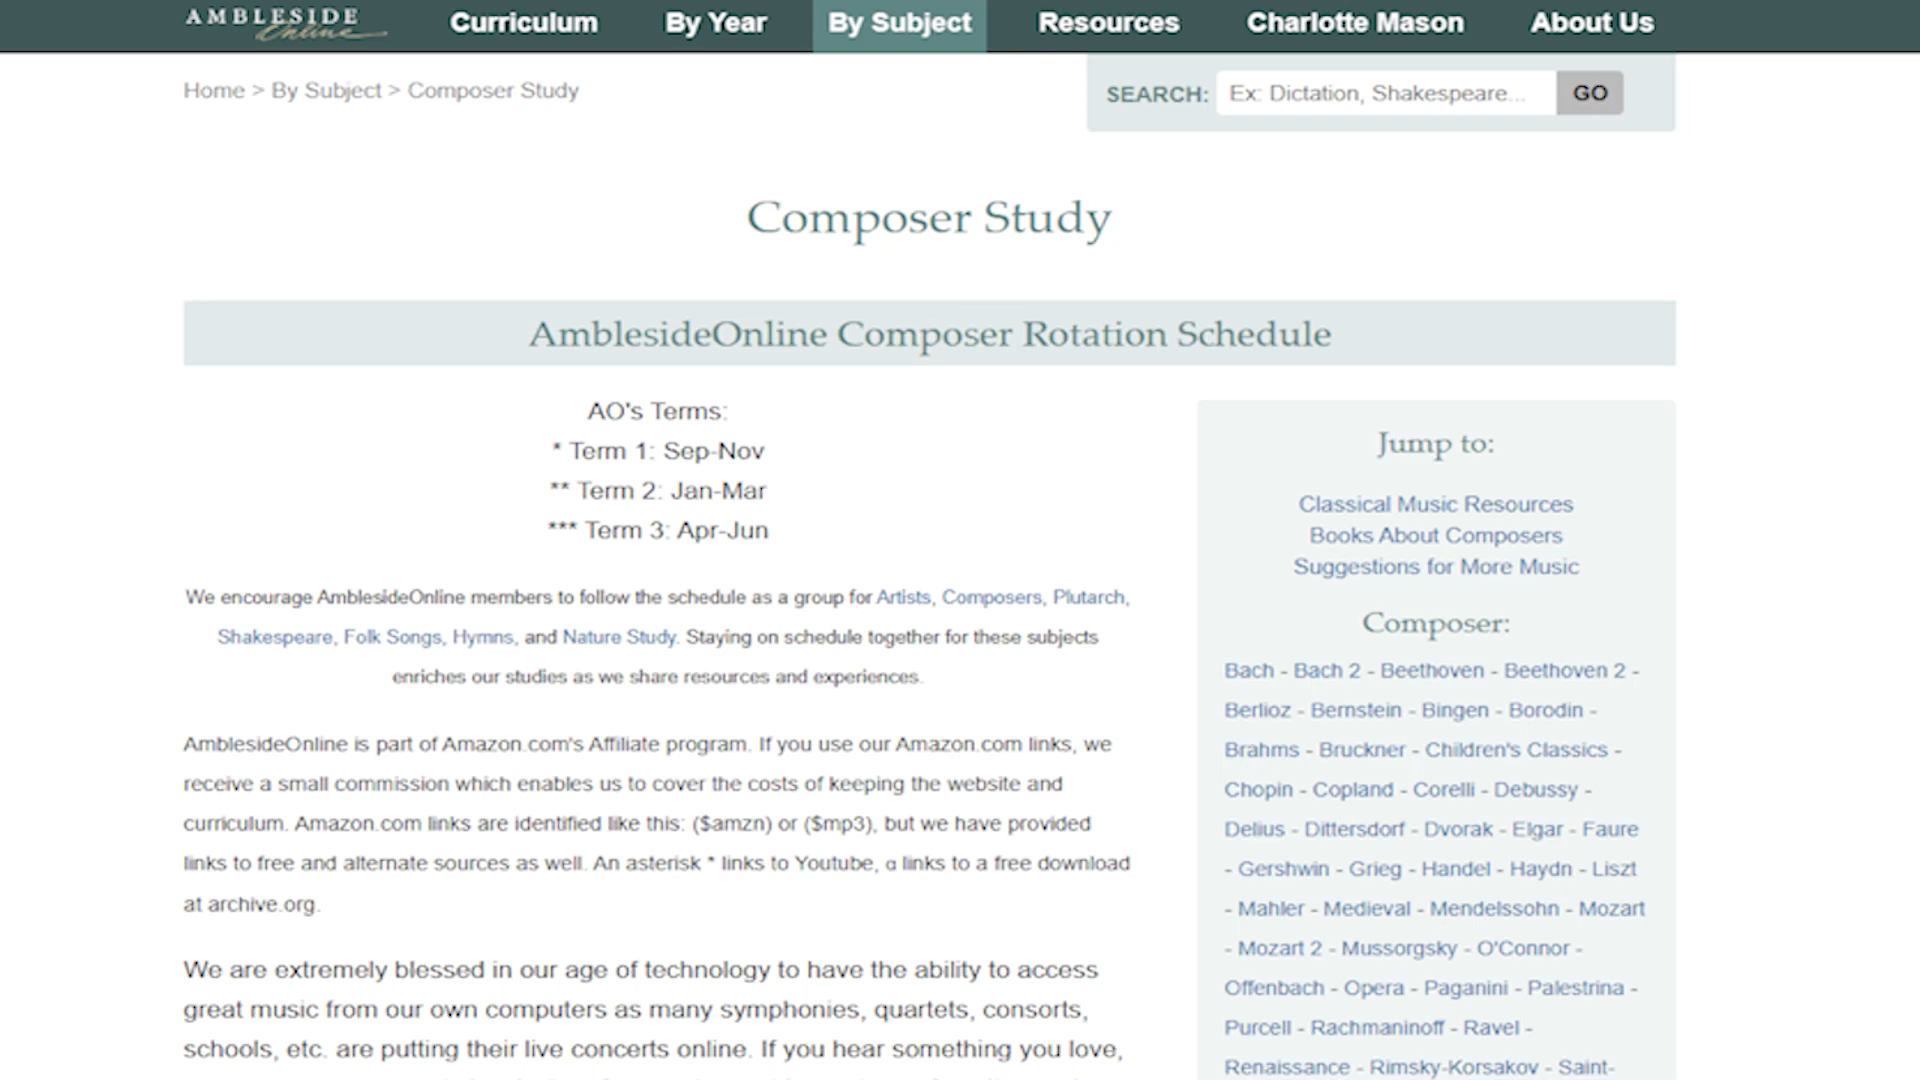 AMBLESIDE
Online
Curriculum
By Year
By Subject
Resources
Charlotte Mason
About Us
Home > By Subject > Composer Study
SEARCH:
Ex: Dictation, Shakespeare...
GO
Composer Study
AmblesideOnline Composer Rotation Schedule
AO's Terms:
* Term 1: Sep-Nov
** Term 2: Jan-Mar
*** Term 3: Apr-Jun
We encourage AmblesideOnline members to follow the schedule as a group for Artists, Composers, Plutarch,
Shakespeare, Folk Songs, Hymns, and Nature Study. Staying on schedule together for these subjects
enriches our studies as we share resources and experiences.
AmblesideOnline is part of Amazon.com's Affiliate program. If you use our Amazon.com links, we
receive a small commission which enables us to cover the costs of keeping the website and
curriculum. Amazon.com links are identified like this: ($amzn) or ($mp3), but we have provided
links to free and alternate sources as well. An asterisk * links to Youtube, α links to a free download
at archive.org.
We are extremely blessed in our age of technology to have the ability to access
great music from our own computers as many symphonies, quartets, consorts,
schools, etc. are putting their live concerts online. If you hear something you love,
Jump to:
Classical Music Resources
Books About Composers
Suggestions for More Music
Composer:
Bach - Bach 2 - Beethoven - Beethoven 2 -
Berlioz - Bernstein - Bingen - Borodin -
Brahms - Bruckner - Children's Classics -
Chopin - Copland - Corelli - Debussy -
Delius - Dittersdorf - Dvorak - Elgar - Faure
- Gershwin - Grieg - Handel - Haydn - Liszt
- Mahler - Medieval - Mendelssohn - Mozart
- Mozart 2 - Mussorgsky - O'Connor -
Offenbach - Opera - Paganini - Palestrina -
Purcell - Rachmaninoff - Ravel -
Renaissance - Rimsky-Korsakov - Saint-